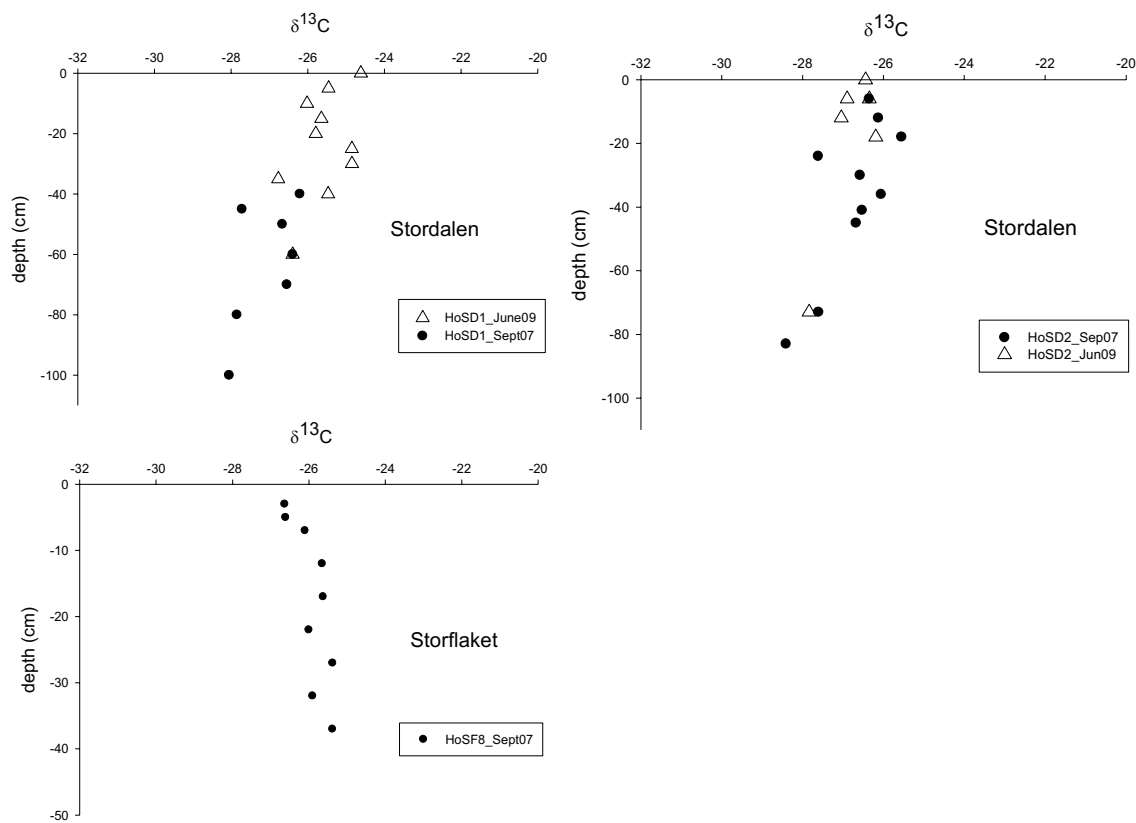 δ13C
-32 -30 -28 -26 -24 -22 -20
0
-20
-40
-60
-80
-100
depth (cm)
Stordalen
HoSD1_June09
HoSD1_Sept07
δ13C
-32 -30 -28 -26 -24 -22 -20
0
-20
-40
-60
-80
-100
depth (cm)
Stordalen
HoSD2_Sep07
HoSD2_Jun09
δ13C
-32 -30 -28 -26 -24 -22 -20
0
-10
-20
-30
-40
-50
depth (cm)
Storflaket
HoSF8_Sept07